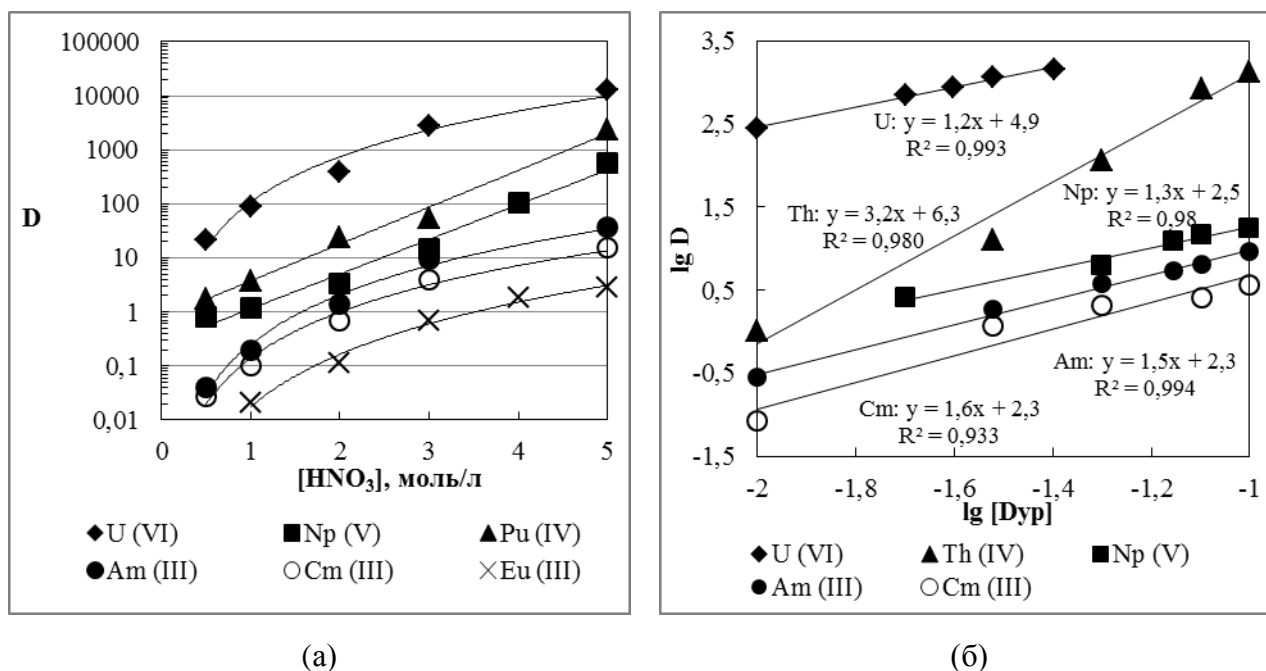 100000
10000
1000
100
10
1
0,1
0,01
D
0 1 2 3 4 5
[HNO3], моль/л
U (VI) Np (V) Pu (IV)
Am (III) Cm (III) Eu (III)
(а)
3,5
2,5
1,5
0,5
-0,5
-1,5
lg D
U: y = 1,2x + 4,9
R² = 0,993
Np: y = 1,3x + 2,5
R² = 0,98
Th: y = 3,2x + 6,3
R² = 0,980
Am: y = 1,5x + 2,3
R² = 0,994
Cm: y = 1,6x + 2,3
R² = 0,933
-2 -1,8 -1,6 -1,4 -1,2 -1
lg [Dyp]
U (VI) Th (IV) Np (V)
Am (III) Cm (III)
(б)